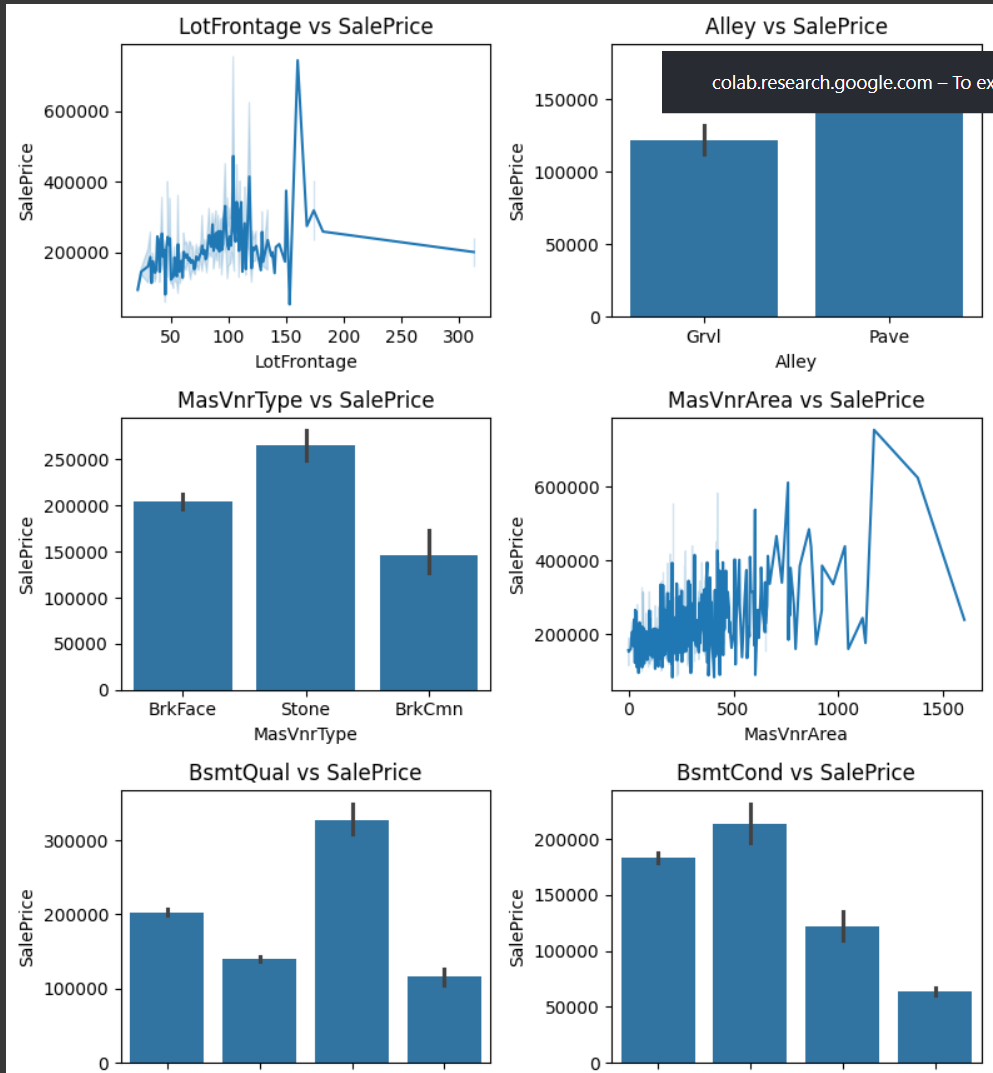 LotFrontage vs SalePrice
SalePrice
600000
400000
200000
50 100 150 200 250 300
LotFrontage
Alley vs SalePrice
colab.research.google.com – To ex
SalePrice
150000
100000
50000
0
Grvl Pave
Alley
MasVnrType vs SalePrice
SalePrice
250000
200000
150000
100000
50000
0
BrkFace Stone BrkCmn
MasVnrType
MasVnrArea vs SalePrice
SalePrice
600000
400000
200000
0 500 1000 1500
MasVnrArea
BsmtQual vs SalePrice
SalePrice
300000
200000
100000
0
BsmtCond vs SalePrice
SalePrice
200000
150000
100000
50000
0